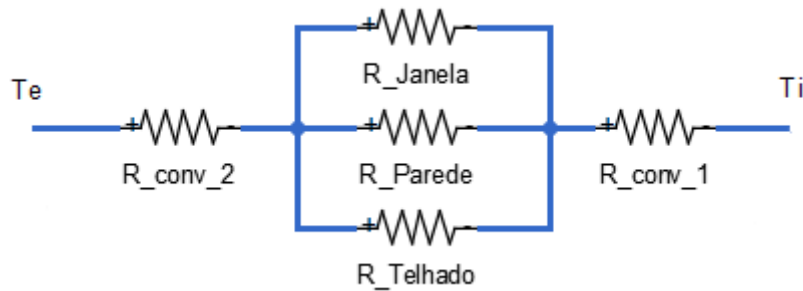 R_Janela
Te
Ti
+ -
R_conv_2
R_Parede
R_conv_1
R_Telhado